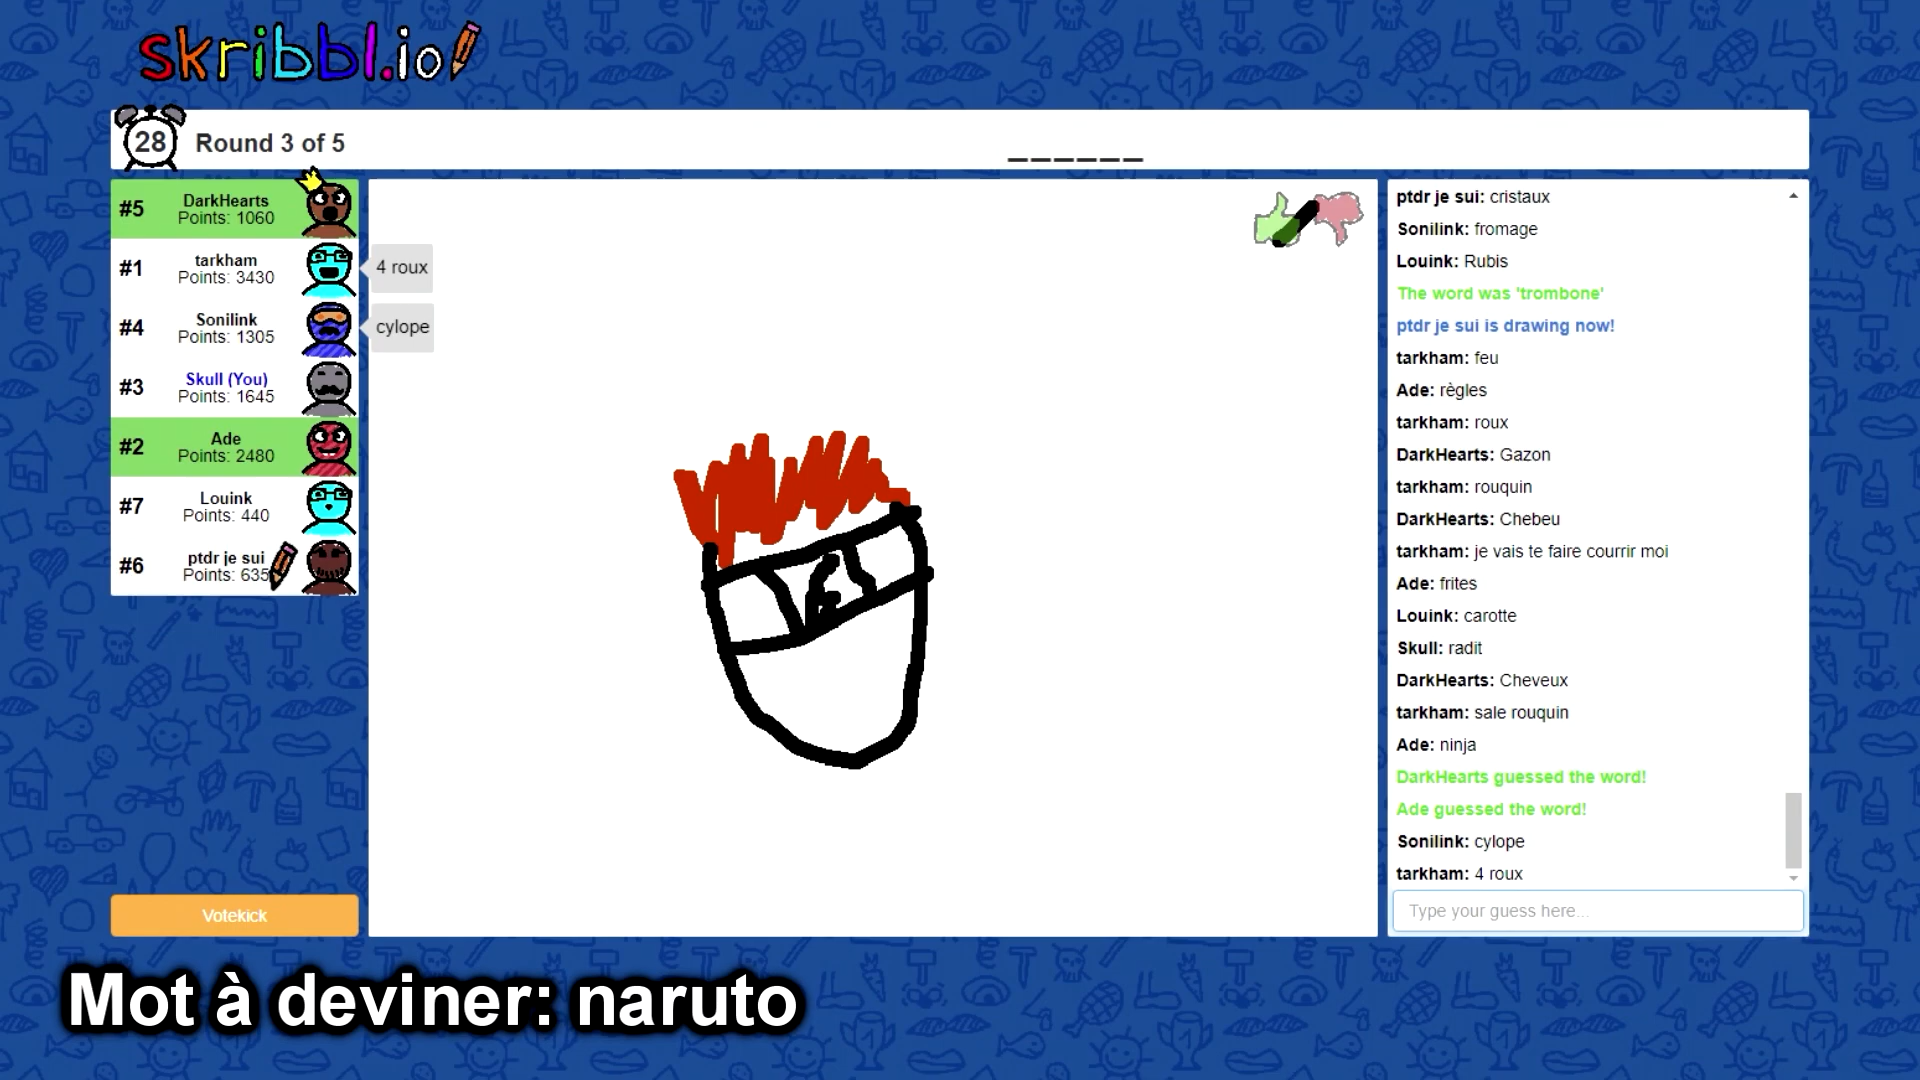 skribbl.io
28
Round 3 of 5
______
#5
DarkHearts
Points: 1060
#1
tarkham
Points: 3430
4 roux
#4
Sonilink
Points: 1305
cylope
#3
Skull (You)
Points: 1645
#2
Ade
Points: 2480
#7
Louink
Points: 440
#6
ptdr je sui
Points: 635
Votekick
ptdr je sui: cristaux
Sonilink: fromage
Louink: Rubis
The word was 'trombone'
ptdr je sui is drawing now!
tarkham: feu
Ade: règles
tarkham: roux
DarkHearts: Gazon
tarkham: rouquin
DarkHearts: Chebeu
tarkham: je vais te faire courrir moi
Ade: frites
Louink: carotte
Skull: radit
DarkHearts: Cheveux
tarkham: sale rouquin
Ade: ninja
DarkHearts guessed the word!
Ade guessed the word!
Sonilink: cylope
tarkham: 4 roux
Type your guess here...
Mot à deviner: naruto